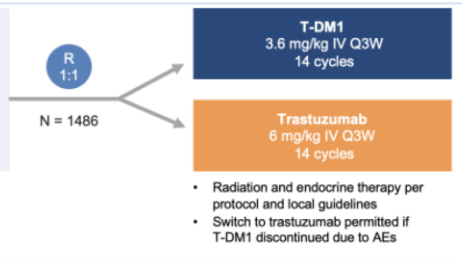 R
1:1
N = 1486
T-DM1
3.6 mg/kg IV Q3W
14 cycles
Trastuzumab
6 mg/kg IV Q3W
14 cycles
• Radiation and endocrine therapy per
protocol and local guidelines
• Switch to trastuzumab permitted if
T-DM1 discontinued due to AEs